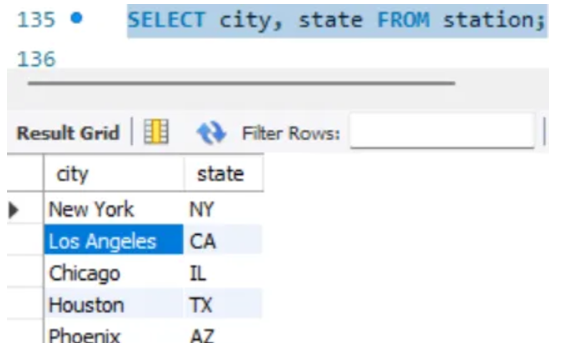 135 SELECT city, state FROM station;
136
Result Grid Filter Rows:
city state
New York NY
Los Angeles CA
Chicago IL
Houston TX
Phoenix AZ